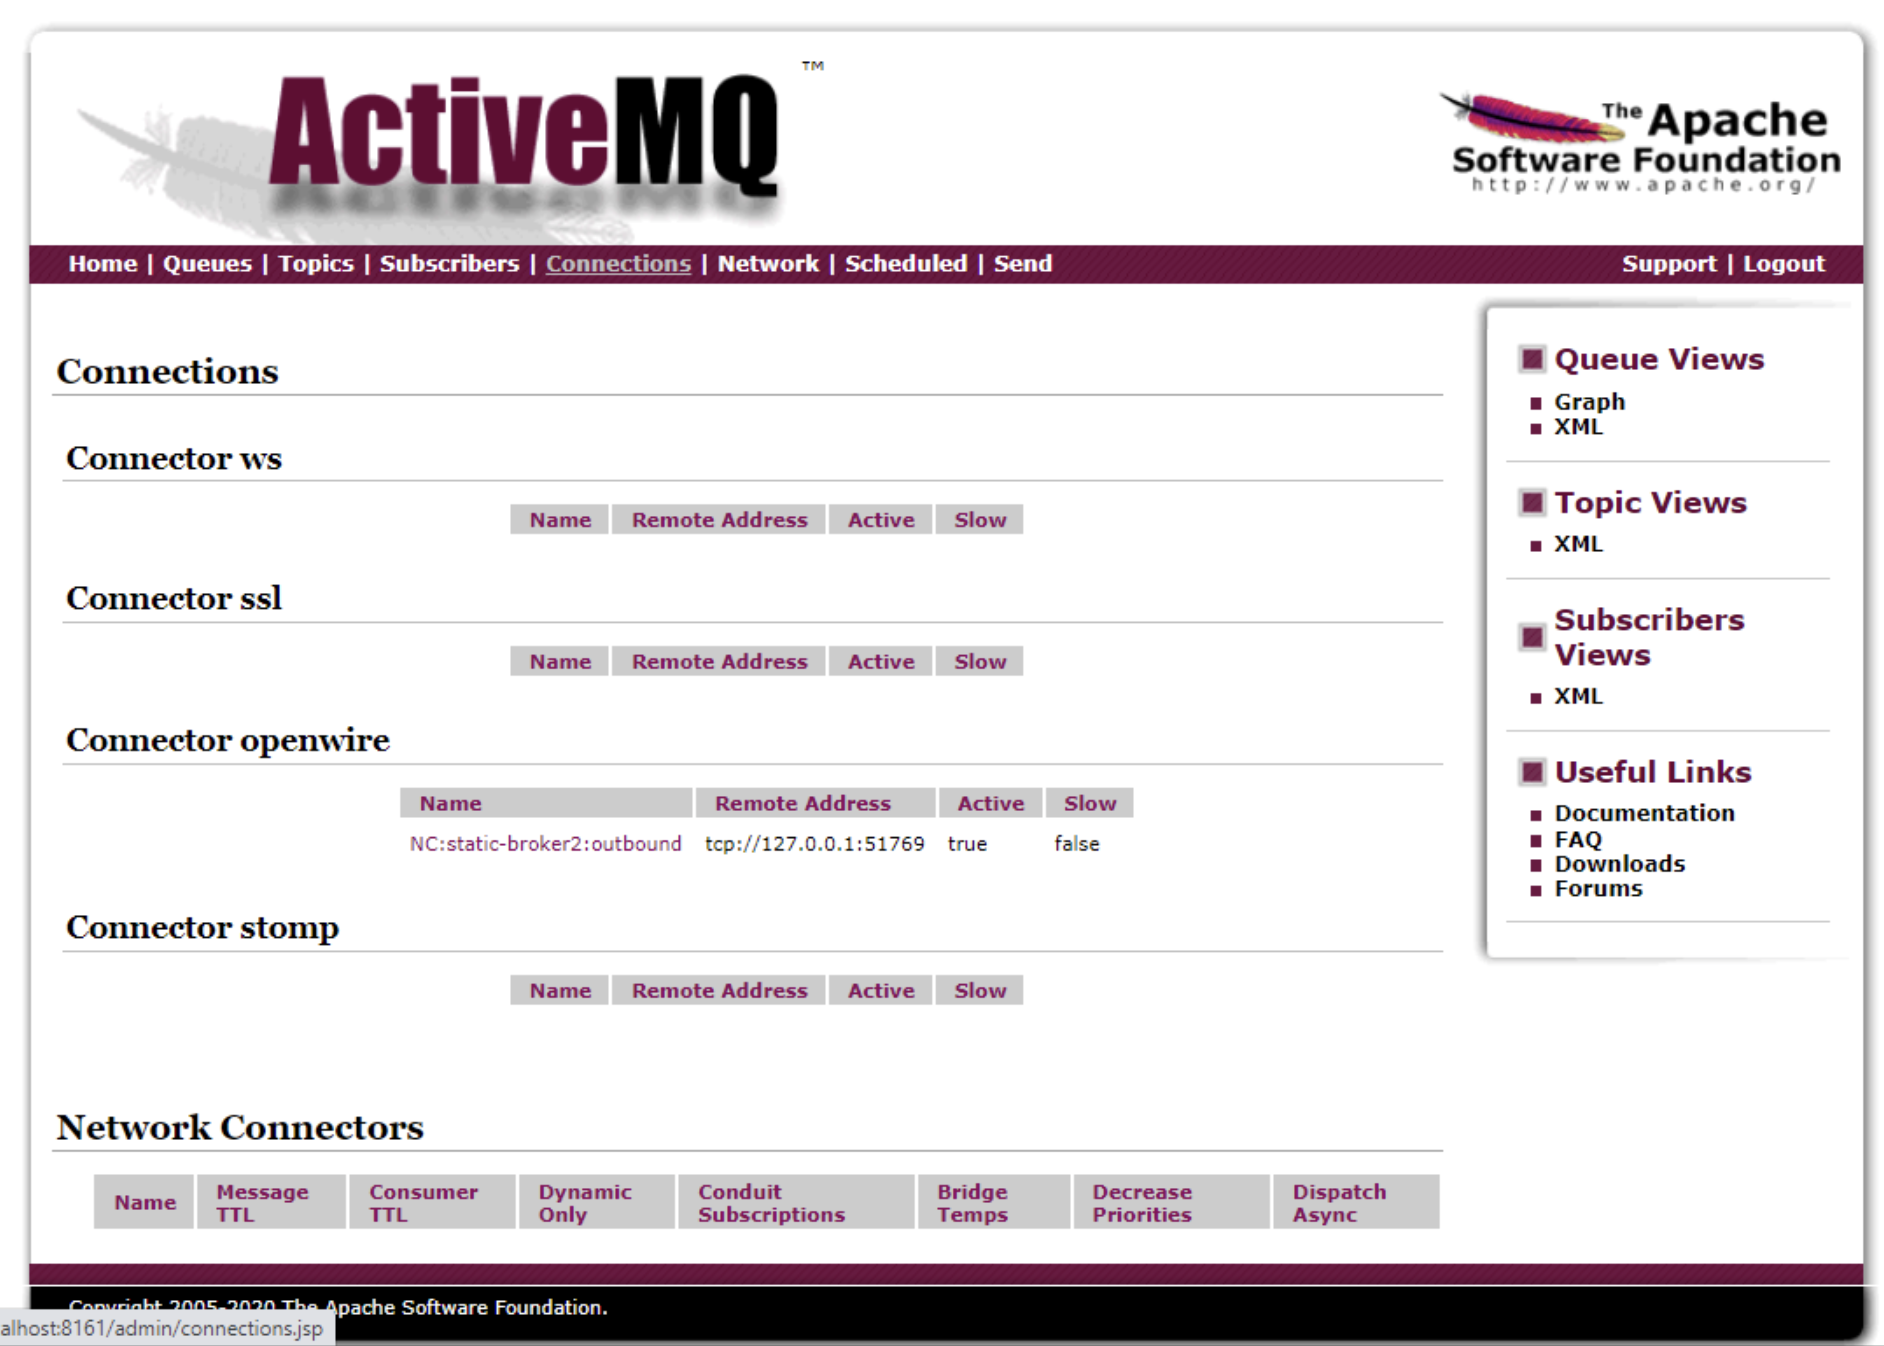 ActiveMQ ™
The Apache
Software Foundation
http://www.apache.org/
Home | Queues | Topics | Subscribers | Connections | Network | Scheduled | Send
Support | Logout
Connections
Connector ws
Name Remote Address Active Slow
Connector ssl
Name Remote Address Active Slow
Connector openwire
Name Remote Address Active Slow
NC:static-broker2:outbound tcp://127.0.0.1:51769 true false
Connector stomp
Name Remote Address Active Slow
Network Connectors
Name Message TTL Consumer TTL Dynamic Only Conduit Subscriptions Bridge Temps Decrease Priorities Dispatch Async
Queue Views
Graph
XML
Topic Views
XML
Subscribers
Views
XML
Useful Links
Documentation
FAQ
Downloads
Forums
Copyright 2005-2020 The Apache Software Foundation.
alhost:8161/admin/connections.jsp